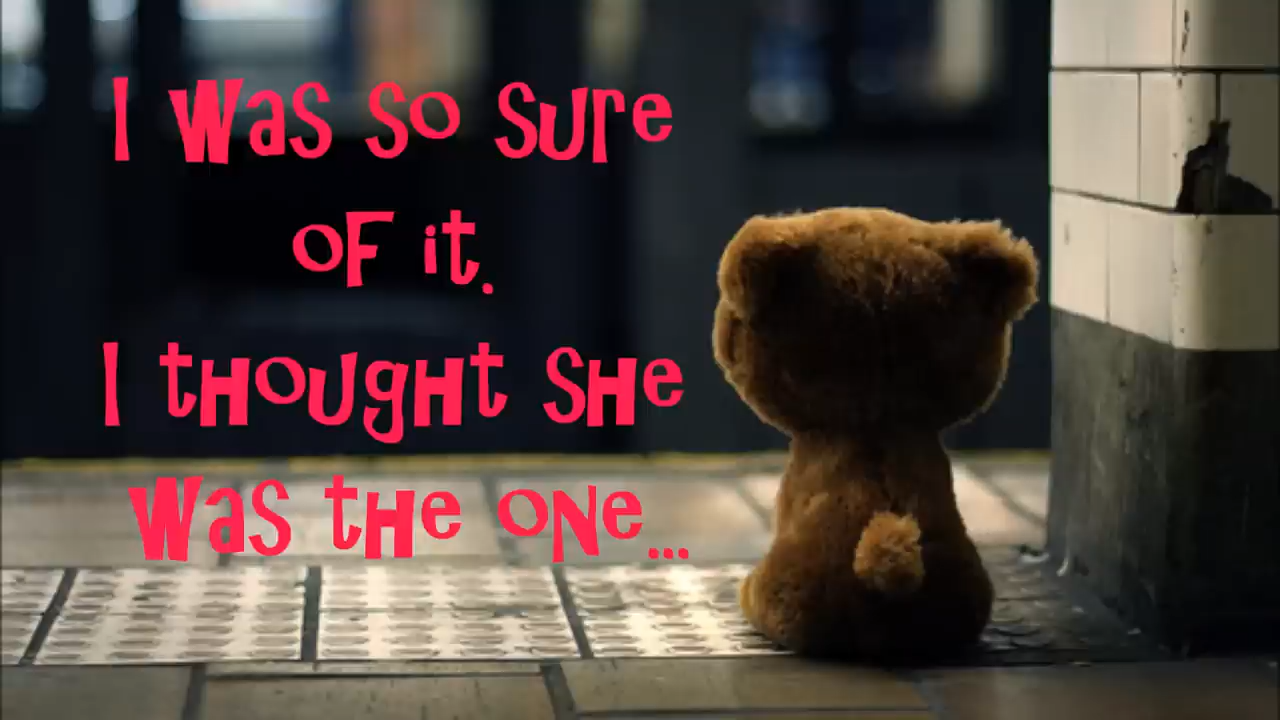 I was so sure
of it.
I thought she
was the one...